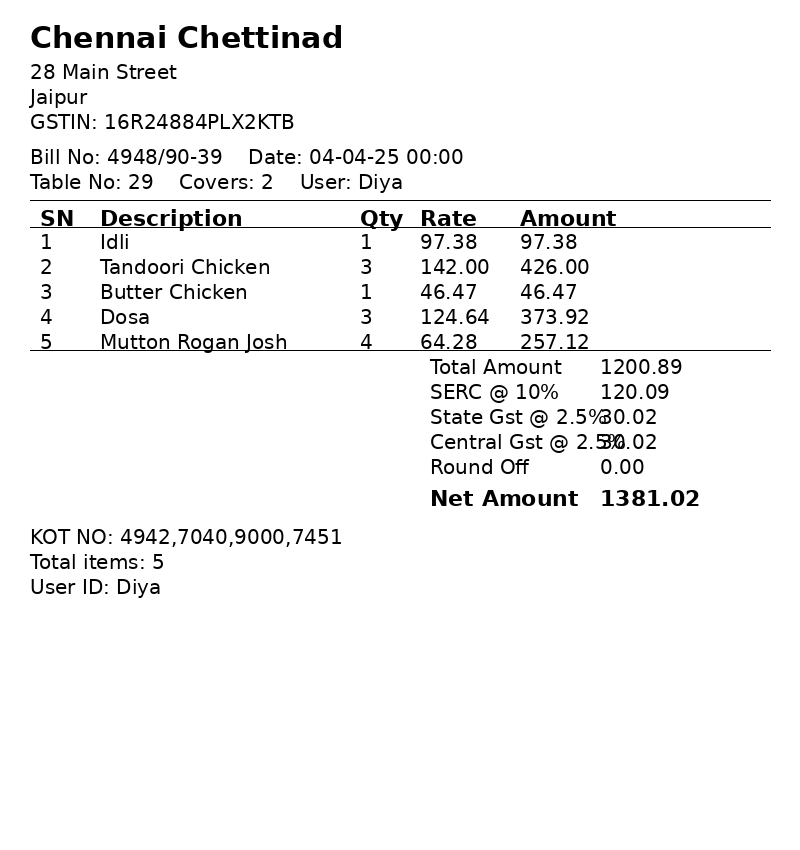 Chennai Chettinad
28 Main Street
Jaipur
GSTIN: 16R24884PLX2KTB
Bill No: 4948/90-39 Date: 04-04-25 00:00
Table No: 29 Covers: 2 User: Diya
SN Description Qty Rate Amount
1 Idli 1 97.38 97.38
2 Tandoori Chicken 3 142.00 426.00
3 Butter Chicken 1 46.47 46.47
4 Dosa 3 124.64 373.92
5 Mutton Rogan Josh 4 64.28 257.12
Total Amount 1200.89
SERC @ 10% 120.09
State Gst @ 2.5% 30.02
Central Gst @ 2.5% 30.02
Round Off 0.00
Net Amount 1381.02
KOT NO: 4942,7040,9000,7451
Total items: 5
User ID: Diya